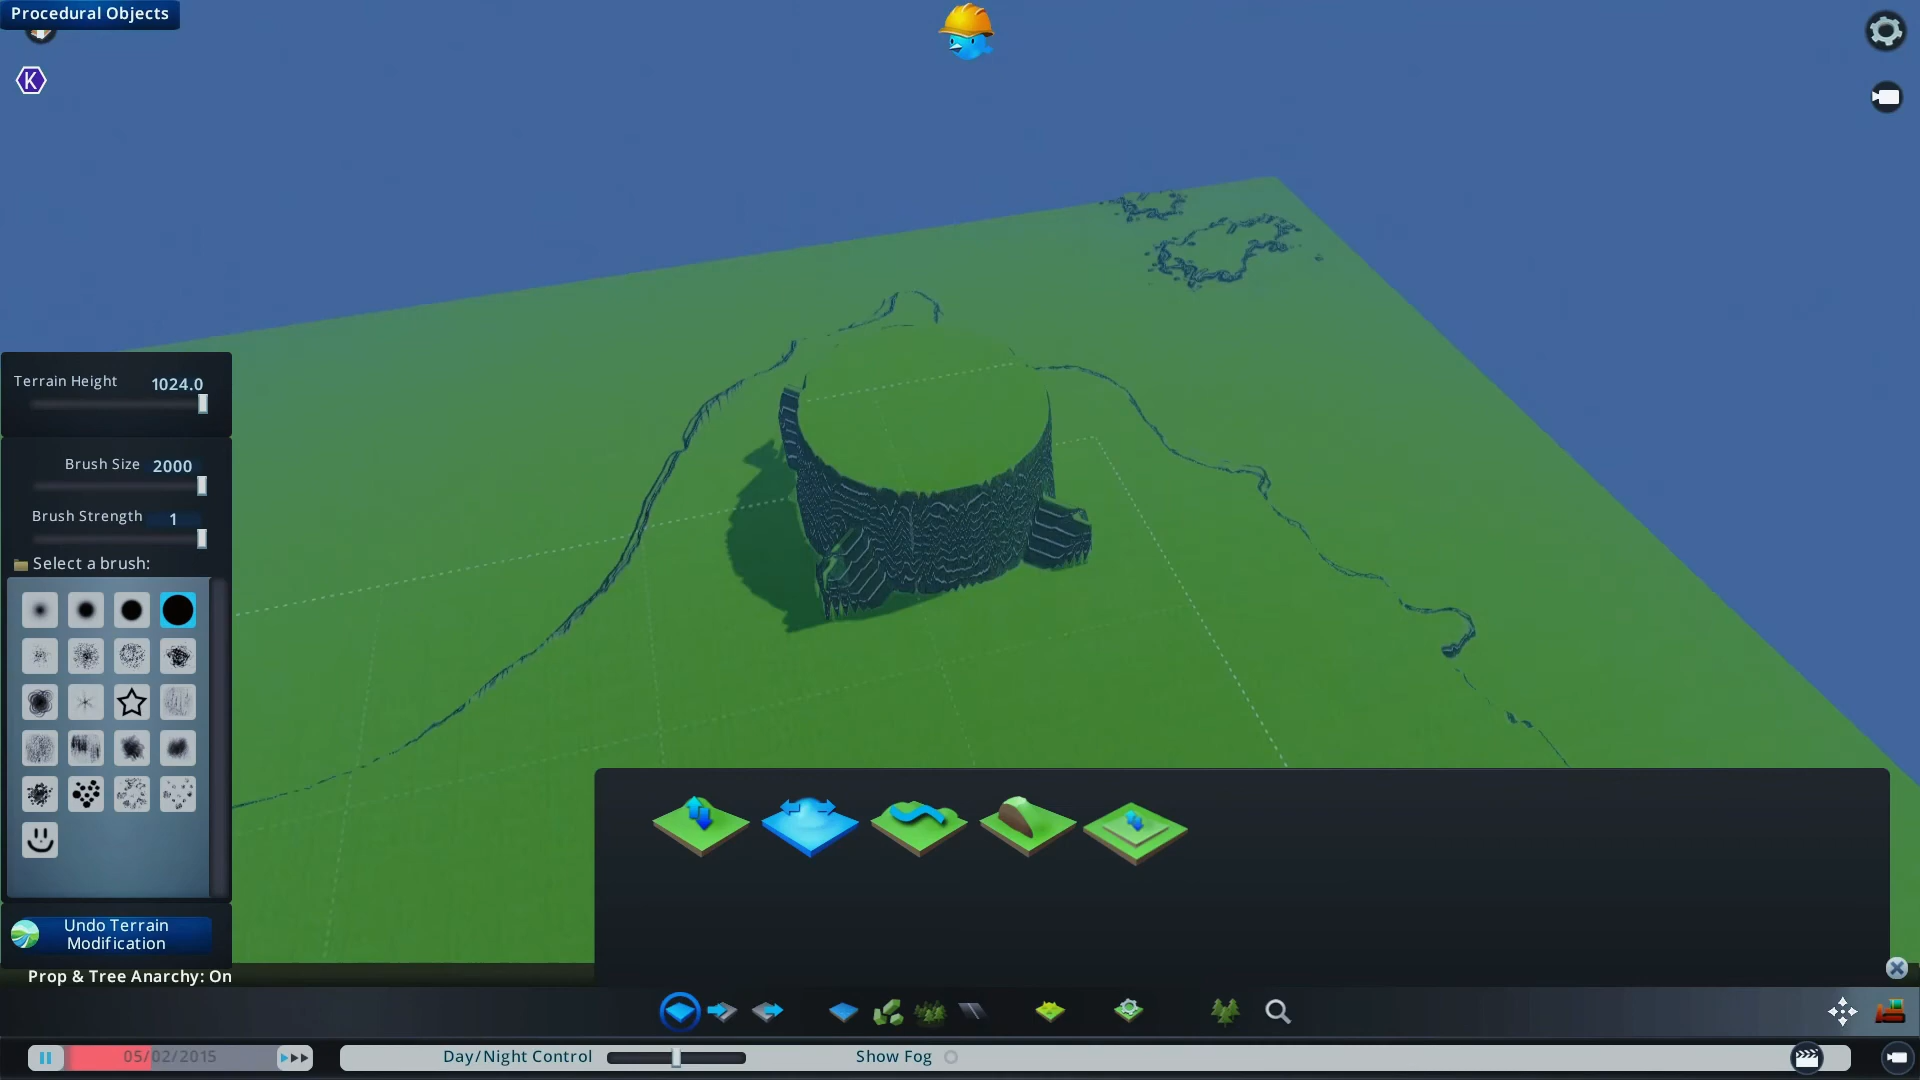 Procedural Objects
K
Terrain Height 1024.0
Brush Size 2000
Brush Strength 1
Select a brush:
Undo Terrain
Modification
Prop & Tree Anarchy: On
05/02/2015
Day/Night Control
Show Fog